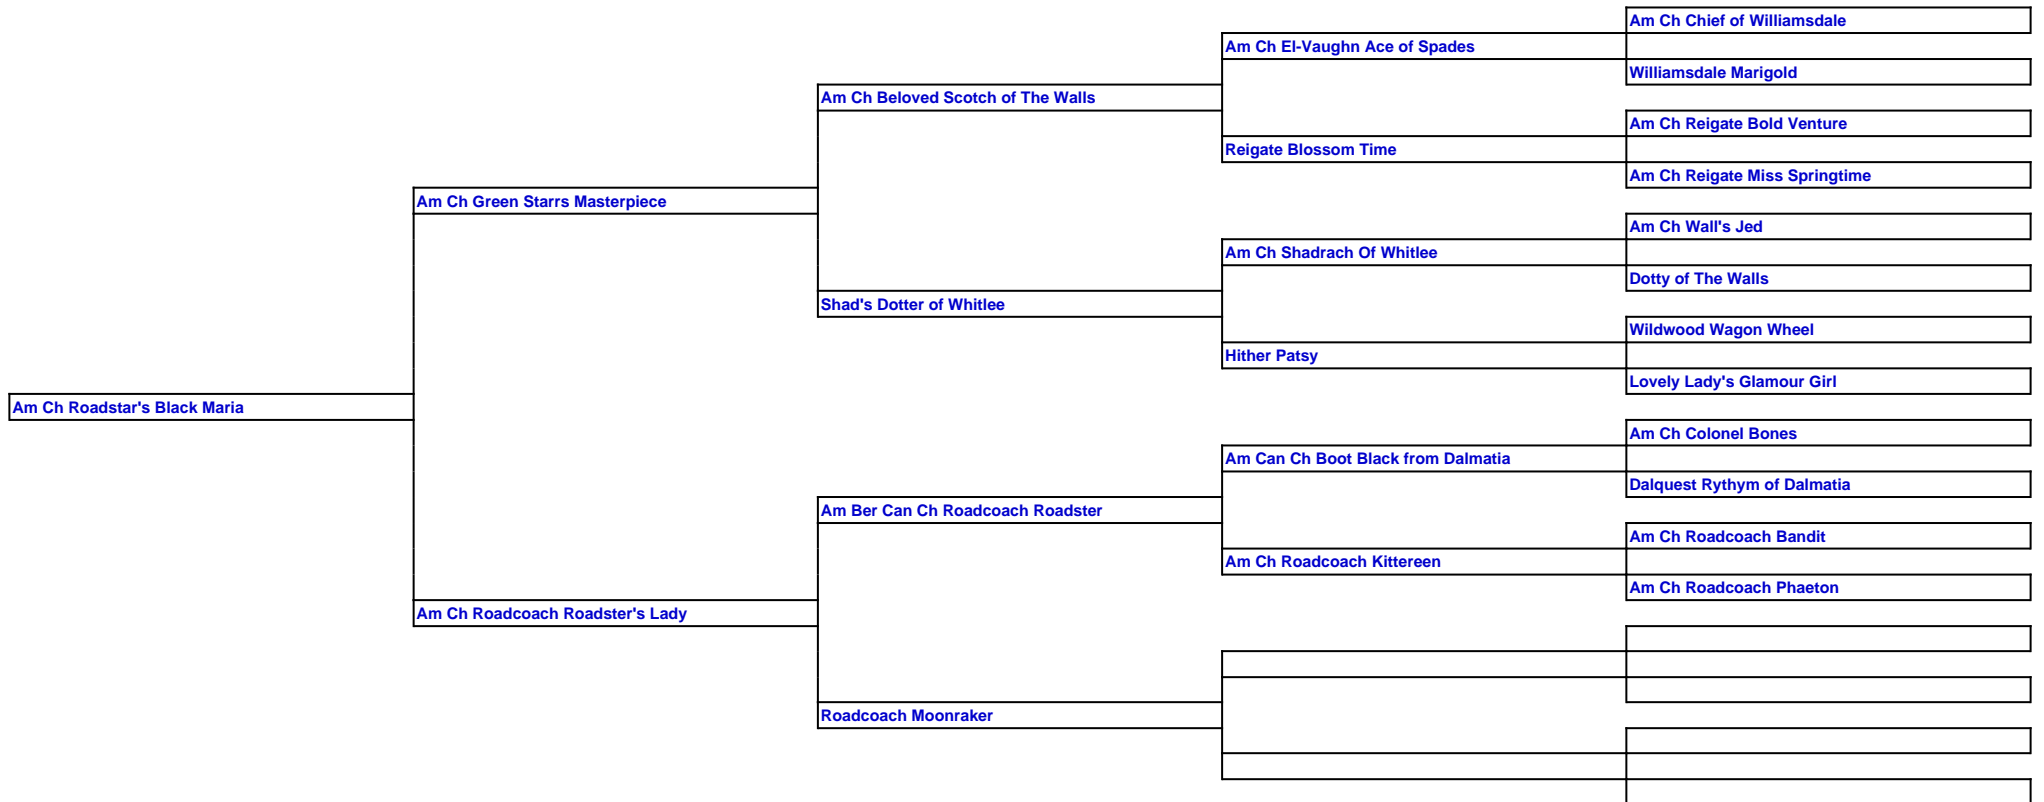 Am Ch Chief of Williamsdale
Am Ch El-Vaughn Ace of Spades
Williamsdale Marigold
Am Ch Beloved Scotch of The Walls
Am Ch Reigate Bold Venture
Reigate Blossom Time
Am Ch Reigate Miss Springtime
Am Ch Green Starrs Masterpiece
Am Ch Wall's Jed
Am Ch Shadrach Of Whitlee
Dotty of The Walls
Shad's Dotter of Whitlee
Wildwood Wagon Wheel
Hither Patsy
Lovely Lady's Glamour Girl
Am Ch Roadstar's Black Maria
Am Ch Colonel Bones
Am Can Ch Boot Black from Dalmatia
Dalquest Rythym of Dalmatia
Am Ber Can Ch Roadcoach Roadster
Am Ch Roadcoach Bandit
Am Ch Roadcoach Kittereen
Am Ch Roadcoach Phaeton
Am Ch Roadcoach Roadster's Lady
Roadcoach Moonraker